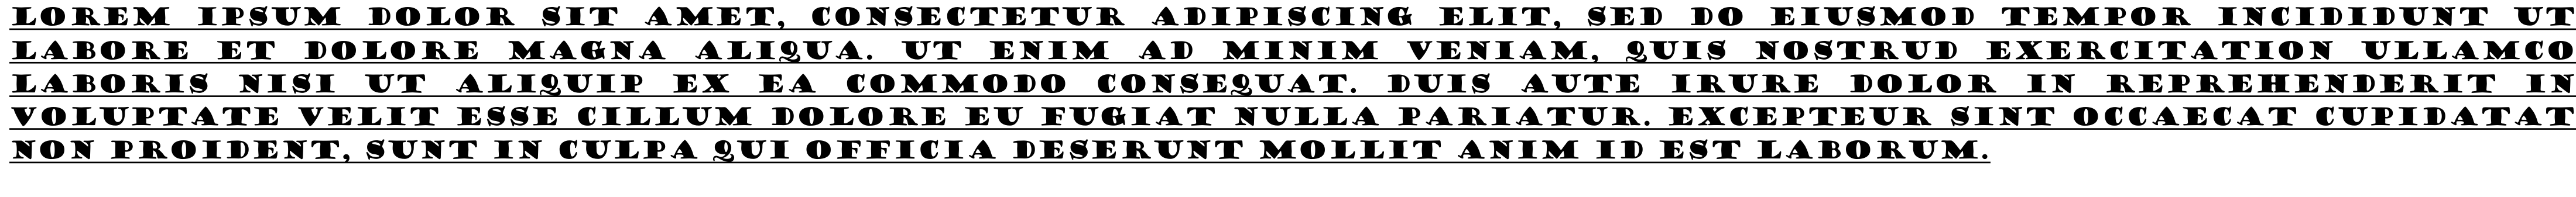 LOREM IPSUM DOLOR SIT AMET, CONSECTETUR ADIPISCING ELIT, SED DO EIUSMOD TEMPOR INCIDIDUNT UT
LABORE ET DOLORE MAGNA ALIQUA. UT ENIM AD MINIM VENIAM, QUIS NOSTRUD EXERCITATION ULLAMCO
LABORIS NISI UT ALIQUIP EX EA COMMODO CONSEQUAT. DUIS AUTE IRURE DOLOR IN REPREHENDERIT IN
VOLUPTATE VELIT ESSE CILLUM DOLORE EU FUGIAT NULLA PARIATUR. EXCEPTEUR SINT OCCAECAT CUPIDATAT
NON PROIDENT, SUNT IN CULPA QUI OFFICIA DESERUNT MOLLIT ANIM ID EST LABORUM.